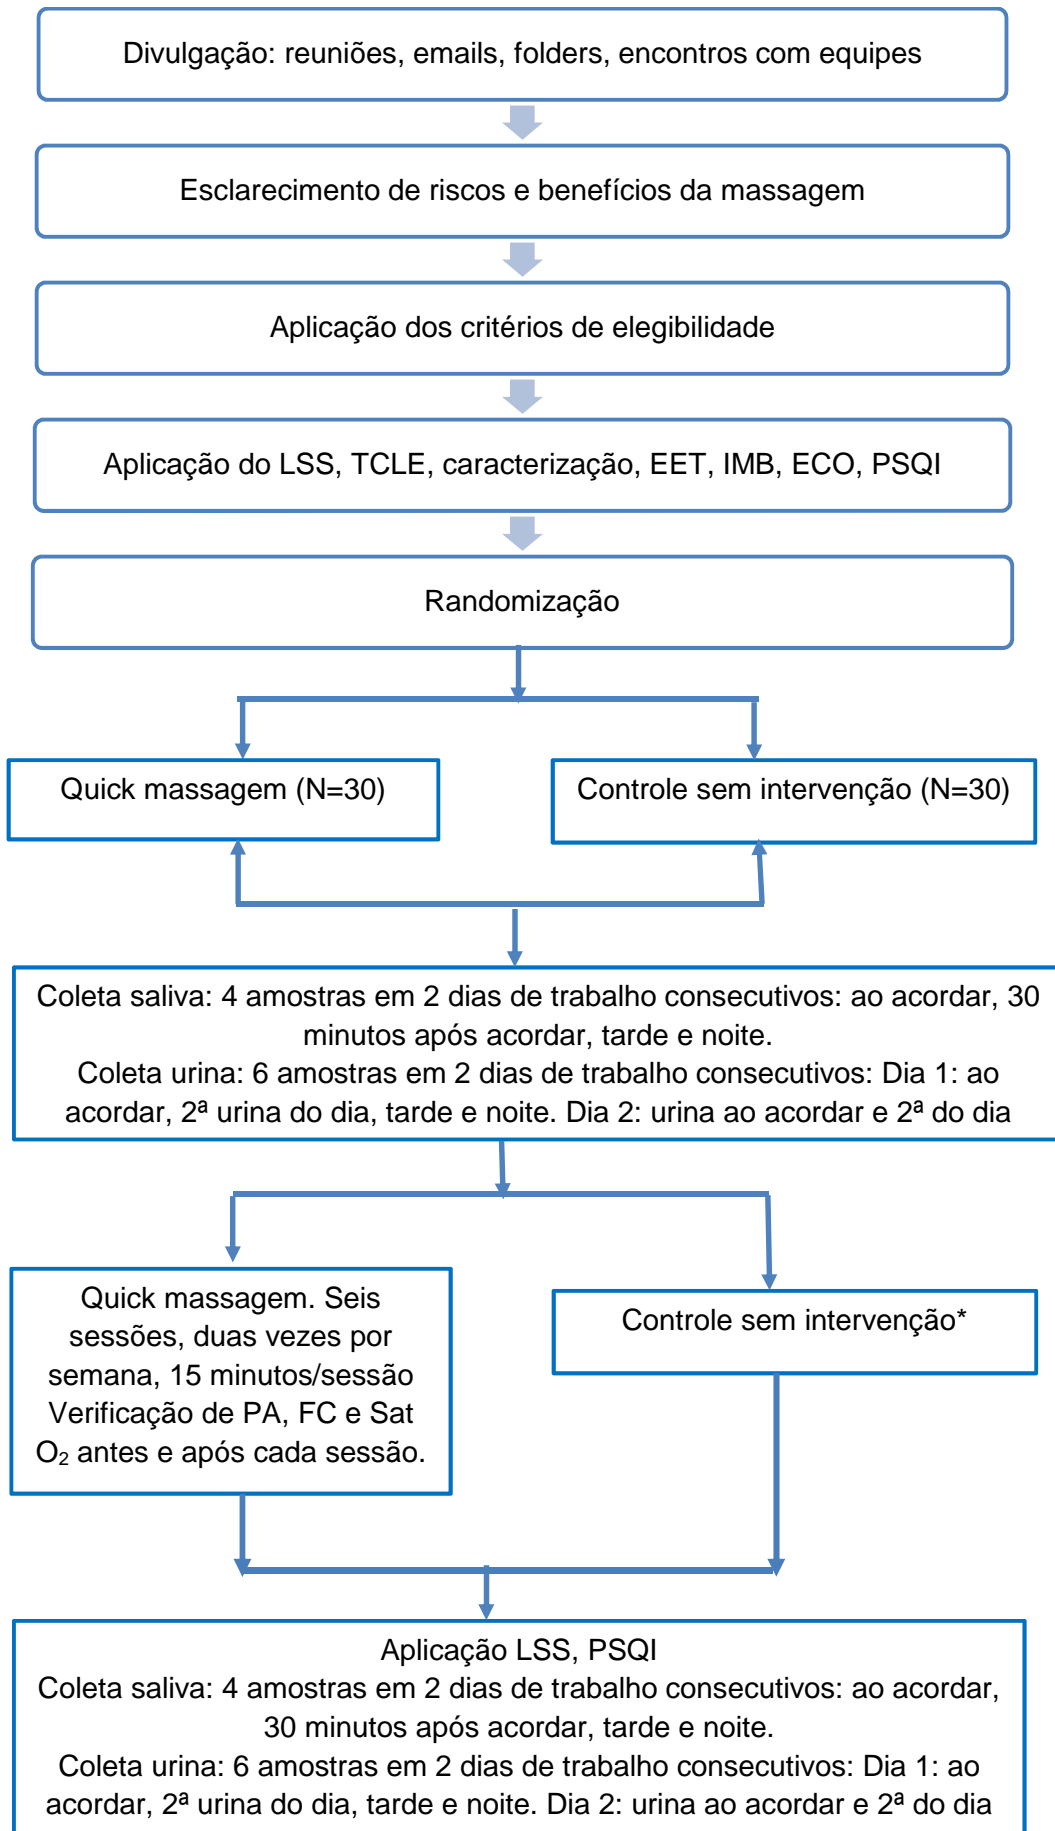 Divulgação: reuniões, emails, folders, encontros com equipes
Esclarecimento de riscos e benefícios da massagem
Aplicação dos critérios de elegibilidade
Aplicação do LSS, TCLE, caracterização, EET, IMB, ECO, PSQI
Randomização
Quick massagem (N=30)
Controle sem intervenção (N=30)
Coleta saliva: 4 amostras em 2 dias de trabalho consecutivos: ao acordar, 30
minutos após acordar, tarde e noite.
Coleta urina: 6 amostras em 2 dias de trabalho consecutivos: Dia 1: ao
acordar, 2ª urina do dia, tarde e noite. Dia 2: urina ao acordar e 2ª do dia
Quick massagem. Seis
sessões, duas vezes por
semana, 15 minutos/sessão
Verificação de PA, FC e Sat
O₂ antes e após cada sessão.
Controle sem intervenção*
Aplicação LSS, PSQI
Coleta saliva: 4 amostras em 2 dias de trabalho consecutivos: ao acordar,
30 minutos após acordar, tarde e noite.
Coleta urina: 6 amostras em 2 dias de trabalho consecutivos: Dia 1: ao
acordar, 2ª urina do dia, tarde e noite. Dia 2: urina ao acordar e 2ª do dia